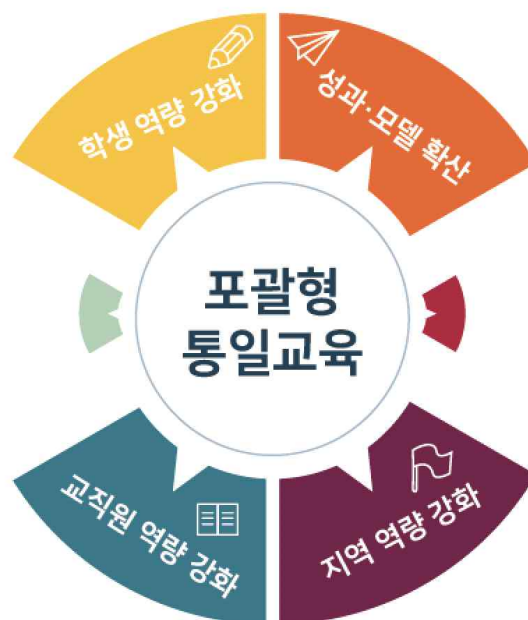 학생 역량 강화
성과·모델 확산
포괄형
통일교육
교직원 역량 강화
지역 역량 강화